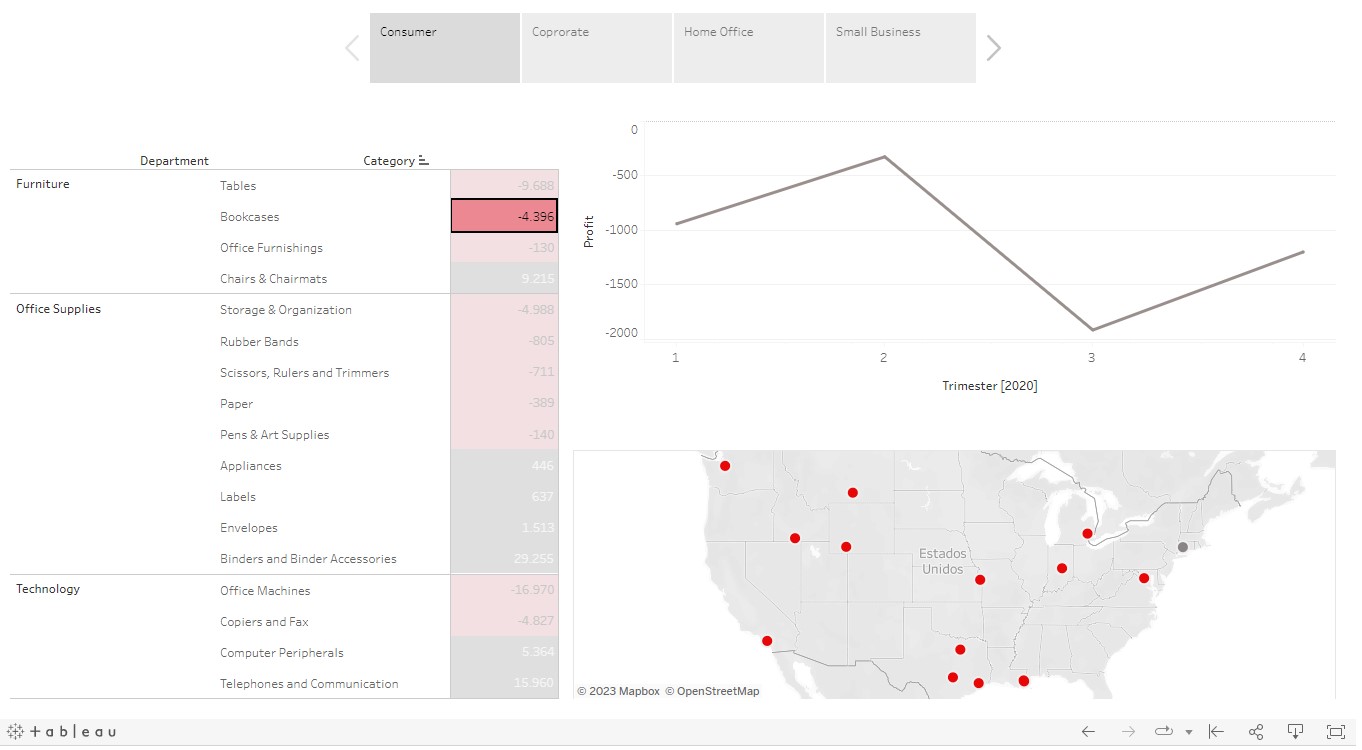 Consumer
Coprorate
Home Office
Small Business
Department Category
Furniture Tables -9.688
Bookcases -4.396
Office Furnishings -130
Chairs & Chairmats 9.215
Office Supplies Storage & Organization -4.988
Rubber Bands -805
Scissors, Rulers and Trimmers -711
Paper -389
Pens & Art Supplies -140
Appliances 446
Labels 637
Envelopes 1.513
Binders and Binder Accessories 29.255
Technology Office Machines -16.970
Copiers and Fax -4.827
Computer Peripherals 5.364
Telephones and Communication 15.960
Profit
0
-500
-1000
-1500
-2000
1 2 3 4
Trimester [2020]
Estados
Unidos
© 2023 Mapbox © OpenStreetMap
+ a b l e a u